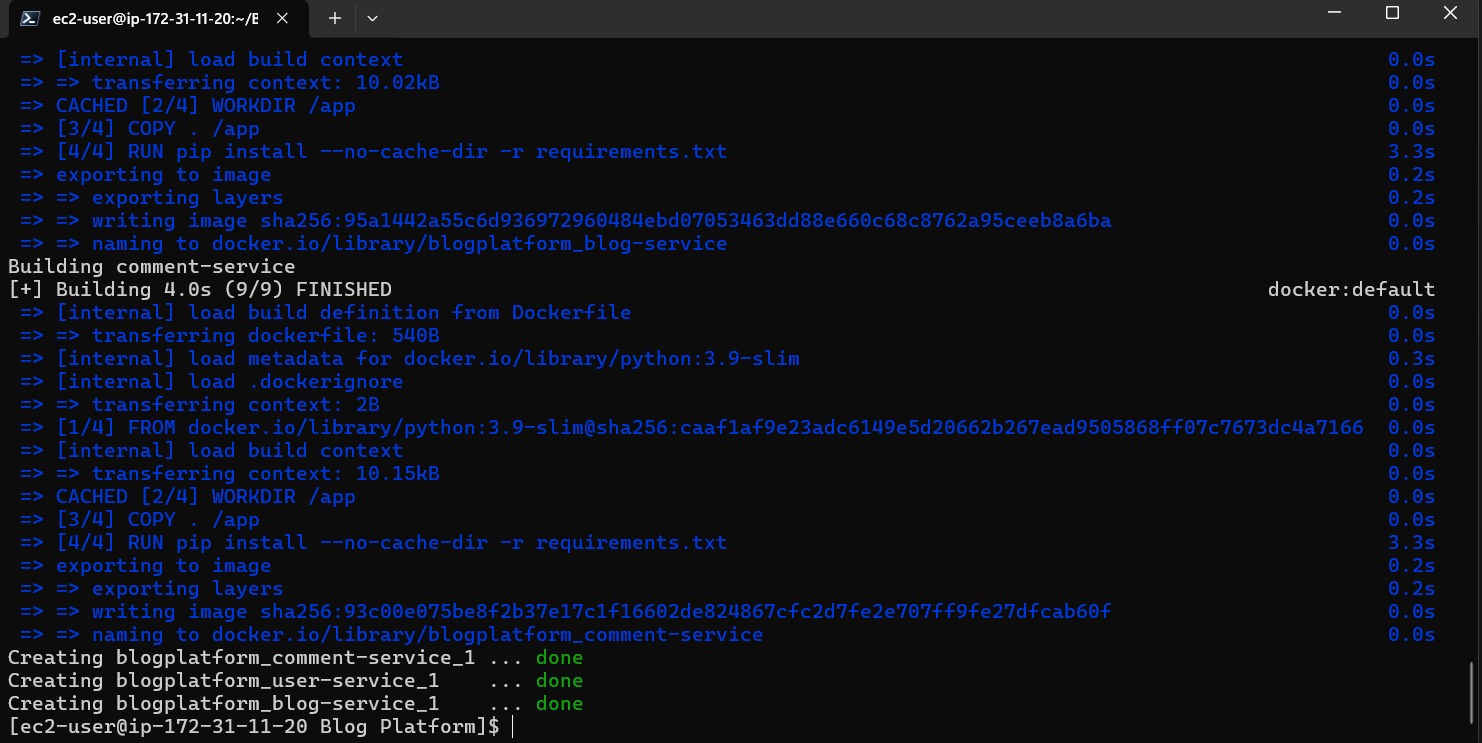 ec2-user@ip-172-31-11-20:~/B
=> [internal] load build context 0.0s
=> => transferring context: 10.02kB 0.0s
=> CACHED [2/4] WORKDIR /app 0.0s
=> [3/4] COPY . /app 0.0s
=> [4/4] RUN pip install --no-cache-dir -r requirements.txt 3.3s
=> exporting to image 0.2s
=> => exporting layers 0.2s
=> => writing image sha256:95a1442a55c6d936972960484ebd07053463dd88e660c68c8762a95ceeb8a6ba 0.0s
=> => naming to docker.io/library/blogplatform_blog-service 0.0s
Building comment-service
[+] Building 4.0s (9/9) FINISHED docker:default
=> [internal] load build definition from Dockerfile 0.0s
=> => transferring dockerfile: 540B 0.0s
=> [internal] load metadata for docker.io/library/python:3.9-slim 0.3s
=> [internal] load .dockerignore 0.0s
=> => transferring context: 2B 0.0s
=> [1/4] FROM docker.io/library/python:3.9-slim@sha256:caaf1af9e23adc6149e5d20662b267ead9505868ff07c7673dc4a7166 0.0s
=> [internal] load build context 0.0s
=> => transferring context: 10.15kB 0.0s
=> CACHED [2/4] WORKDIR /app 0.0s
=> [3/4] COPY . /app 0.0s
=> [4/4] RUN pip install --no-cache-dir -r requirements.txt 3.3s
=> exporting to image 0.2s
=> => exporting layers 0.2s
=> => writing image sha256:93c00e075be8f2b37e17c1f16602de824867cfc2d7fe2e707ff9fe27dfcab60f 0.0s
=> => naming to docker.io/library/blogplatform_comment-service 0.0s
Creating blogplatform_comment-service_1 ... done
Creating blogplatform_user-service_1 ... done
Creating blogplatform_blog-service_1 ... done
[ec2-user@ip-172-31-11-20 Blog Platform]$